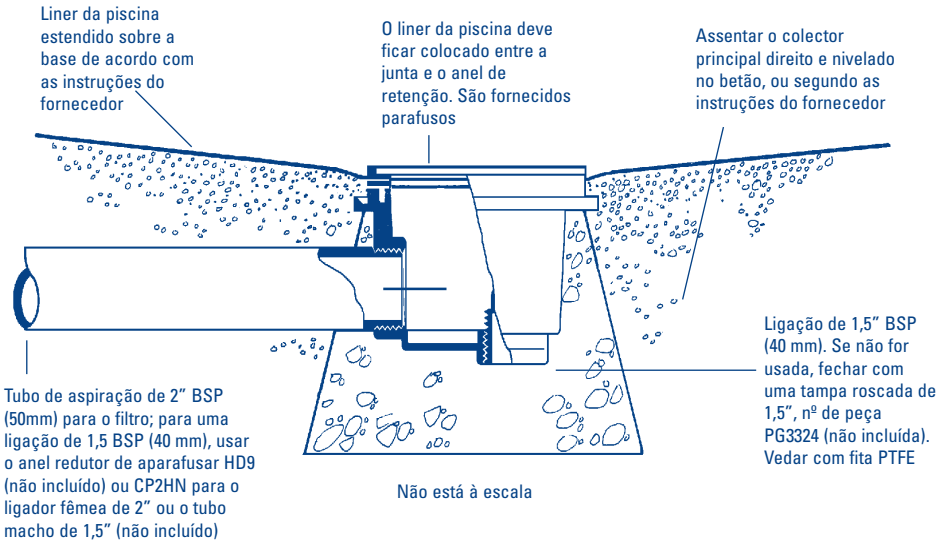 Liner da piscina
estendido sobre a
base de acordo com
as instruções do
fornecedor
O liner da piscina deve
ficar colocado entre a
junta e o anel de
retenção. São fornecidos
parafusos
Assentar o colector
principal direito e nivelado
no betão, ou segundo as
instruções do fornecedor
Tubo de aspiração de 2” BSP
(50mm) para o filtro; para uma
ligação de 1,5 BSP (40 mm), usar
o anel redutor de aparafusar HD9
(não incluído) ou CP2HN para o
ligador fêmea de 2” ou o tubo
macho de 1,5” (não incluído)
Não está à escala
Ligação de 1,5” BSP
(40 mm). Se não for
usada, fechar com
uma tampa roscada de
1,5”, nº de peça
PG3324 (não incluída).
Vedar com fita PTFE